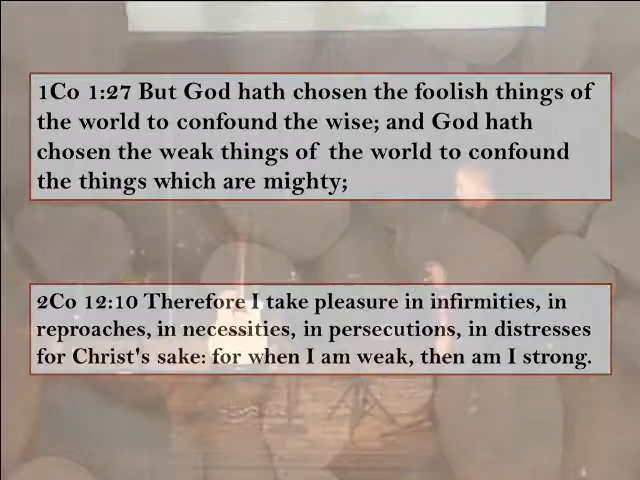 1Co 1:27 But God hath chosen the foolish things of
the world to confound the wise; and God hath
chosen the weak things of the world to confound
the things which are mighty;
2Co 12:10 Therefore I take pleasure in infirmities, in
reproaches, in necessities, in persecutions, in distresses
for Christ's sake: for when I am weak, then am I strong.